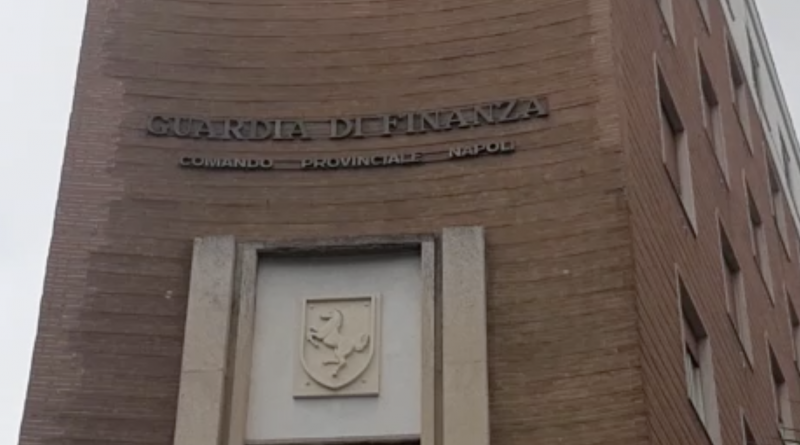 GUARDIA DI FINANZA
COMANDO PROVINCIALE NAPOLI